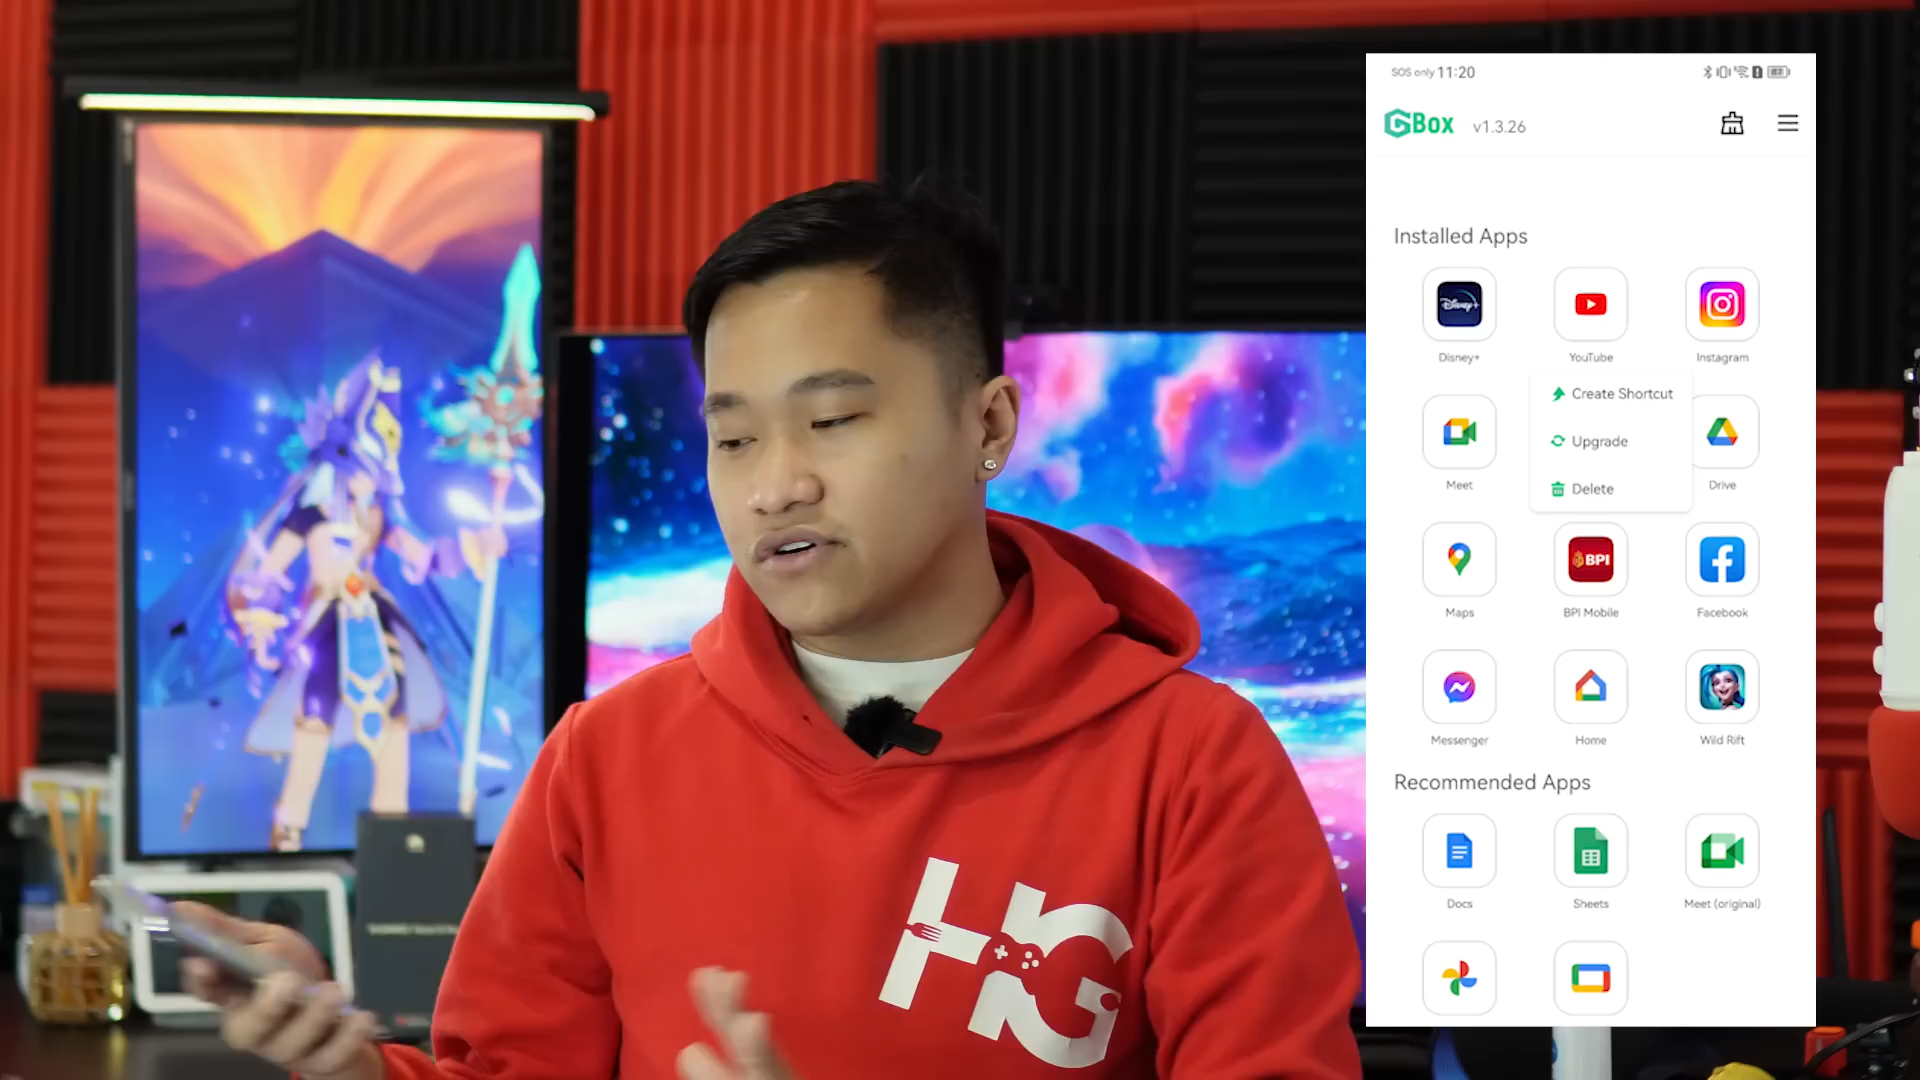 SOS only 11:20
GBox v1.3.26
Installed Apps
Disney+
Disney+ YouTube Instagram
Create Shortcut
Upgrade
Delete
Meet Drive
BPI
Maps BPI Mobile Facebook
Messenger Home Wild Rift
Recommended Apps
Docs Sheets Meet (original)
HG